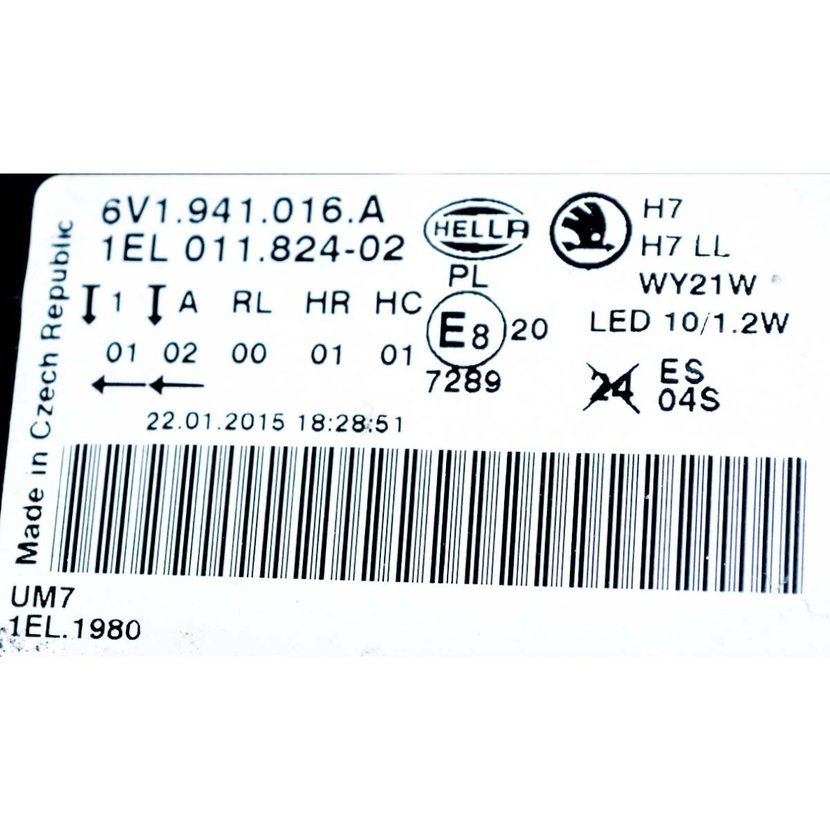 Made in Czech Republic
6V1.941.016.A
1EL 011.824-02
HELLA
H7
H7 LL
WY21W
LED 10/1.2W
1 A RL HR HC
01 02 00 01 01
PL
E8 20
7289
24 ES
04S
22.01.2015 18:28:51
UM7
1EL.1980